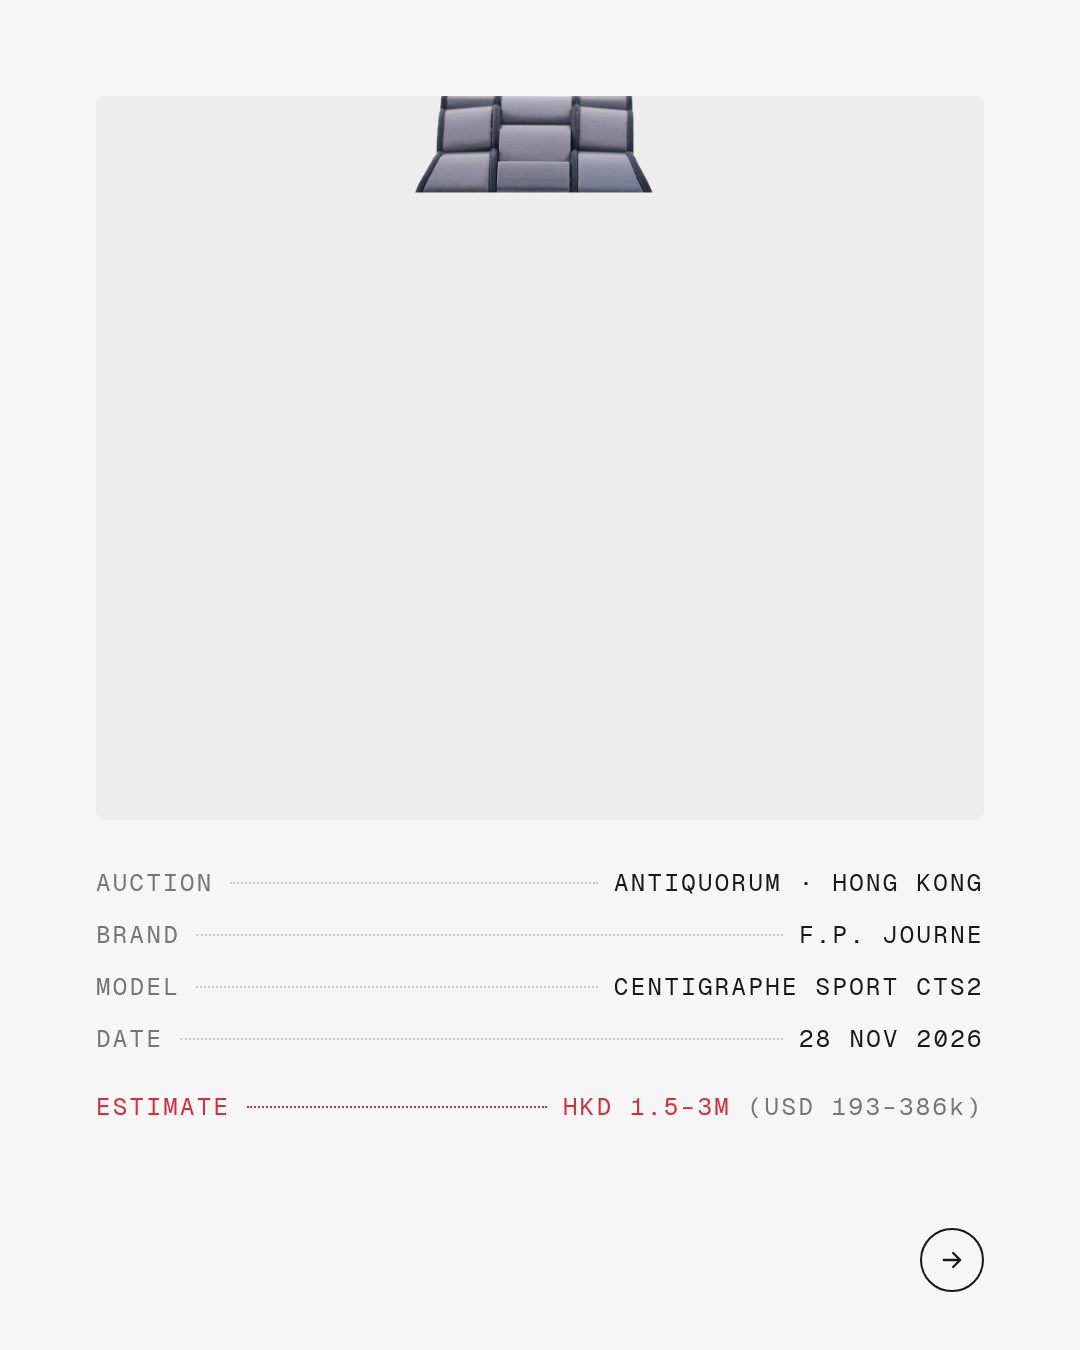 AUCTION ANTIQUORUM · HONG KONG
BRAND F.P. JOURNE
MODEL CENTIGRAPHE SPORT CTS2
DATE 28 NOV 2026
ESTIMATE HKD 1.5–3M (USD 193–386k)